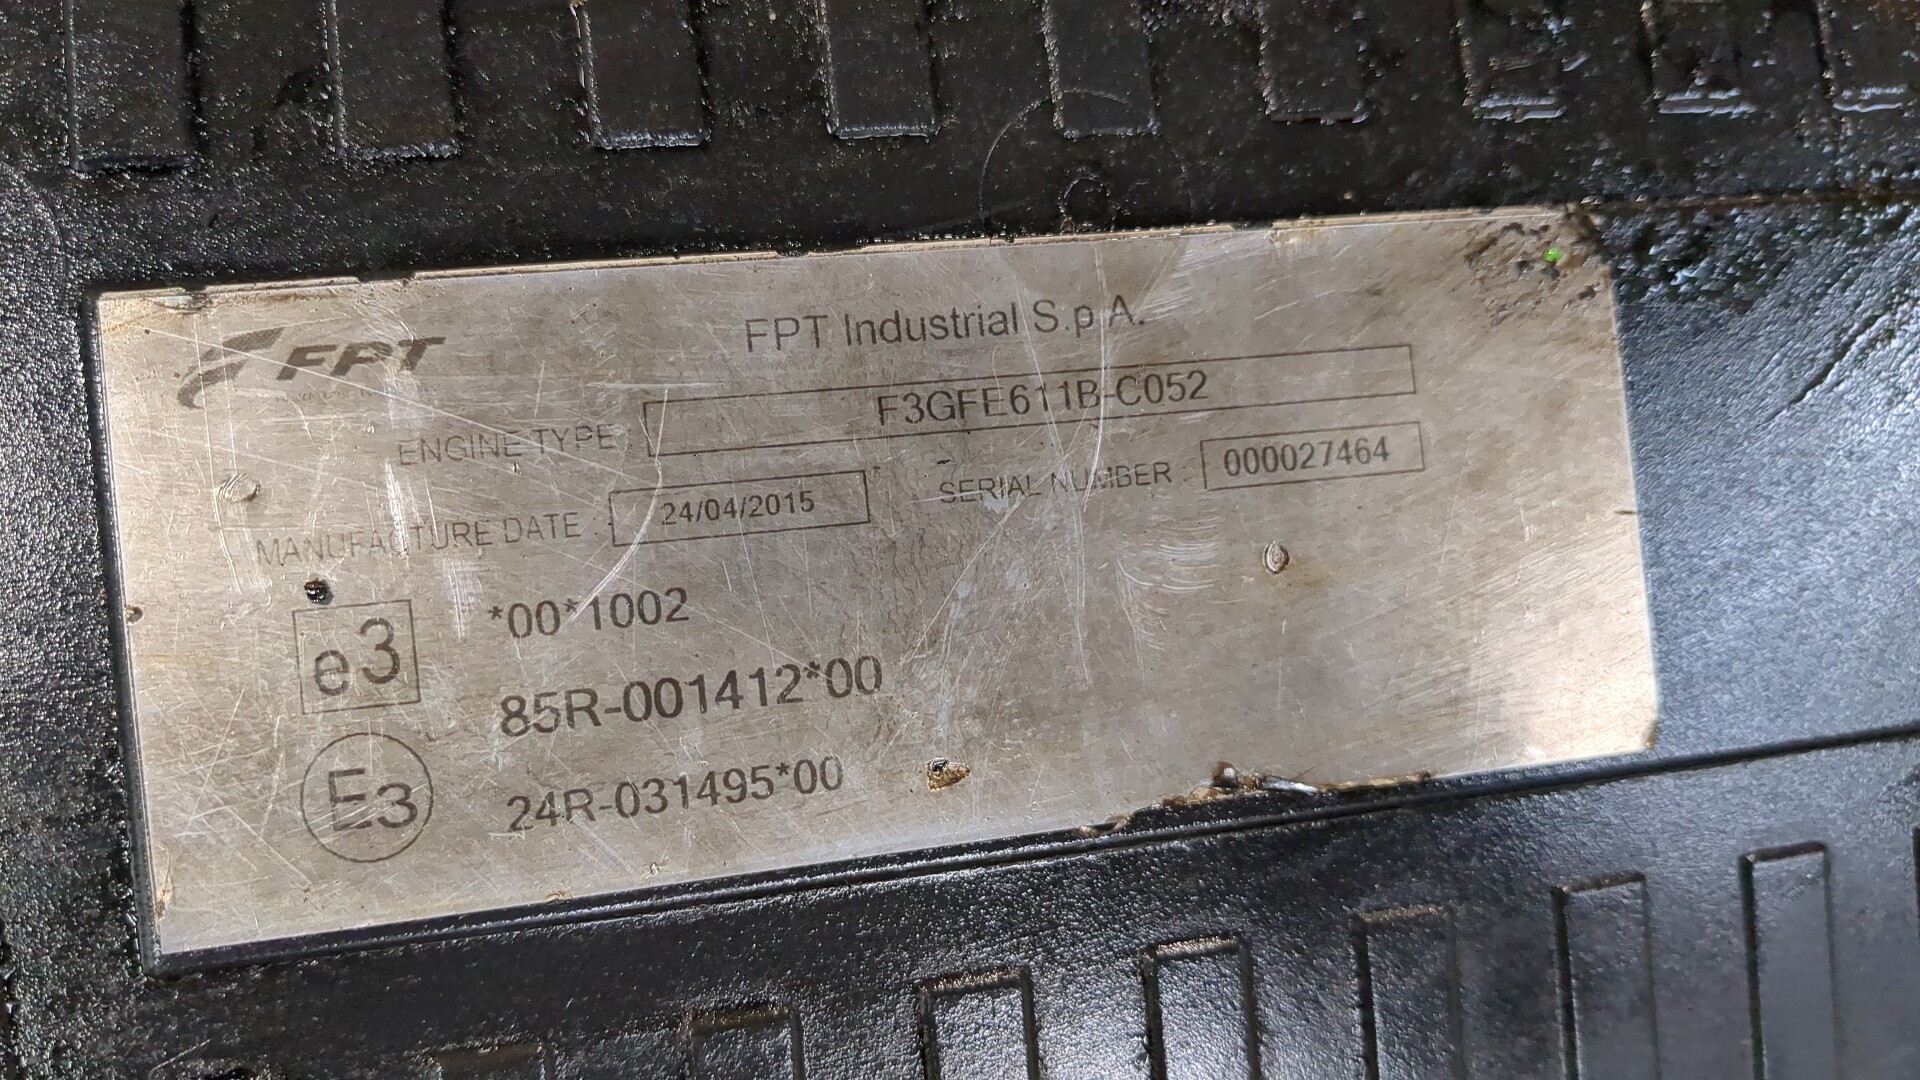 FPT
FPT Industrial S.p.A.
ENGINE TYPE : F3GFE611B-C052
MANUFACTURE DATE : 24/04/2015 SERIAL NUMBER : 000027464
e3 *00*1002
85R-001412*00
E3 24R-031495*00